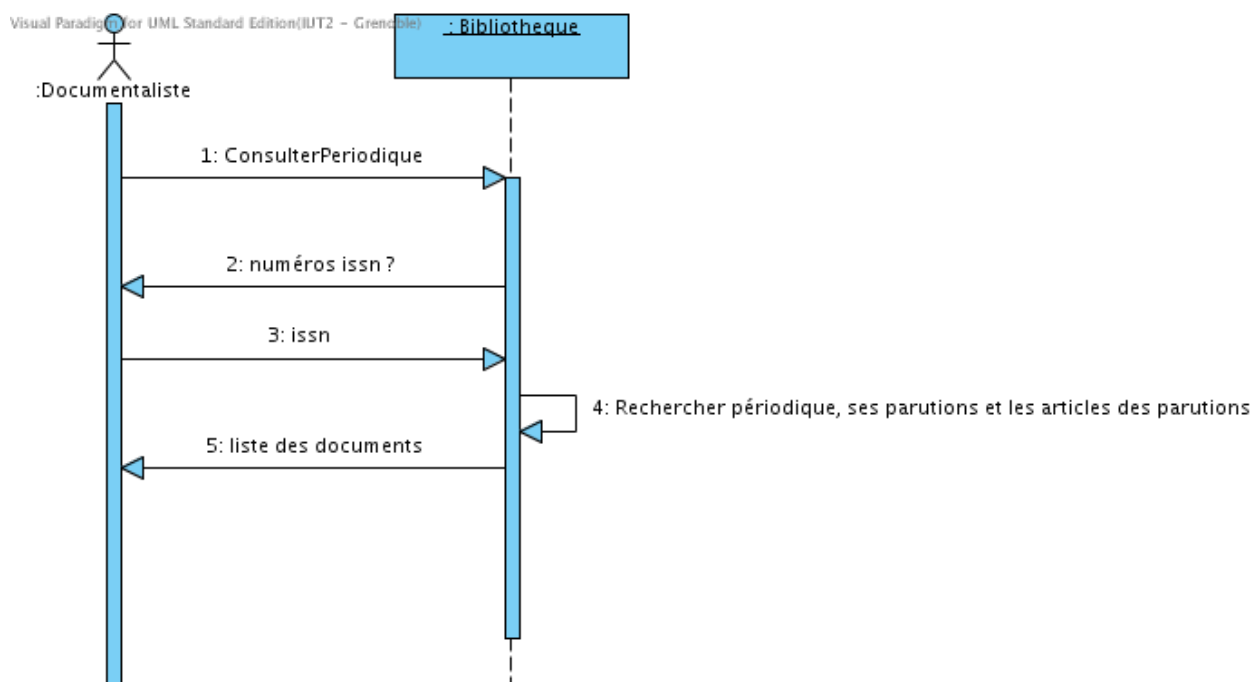 Visual Paradigm for UML Standard Edition(IUT2 - Grenoble)
: Bibliotheque
:Documentaliste
1: ConsulterPeriodique
2: numéros issn ?
3: issn
4: Rechercher périodique, ses parutions et les articles des parutions
5: liste des documents